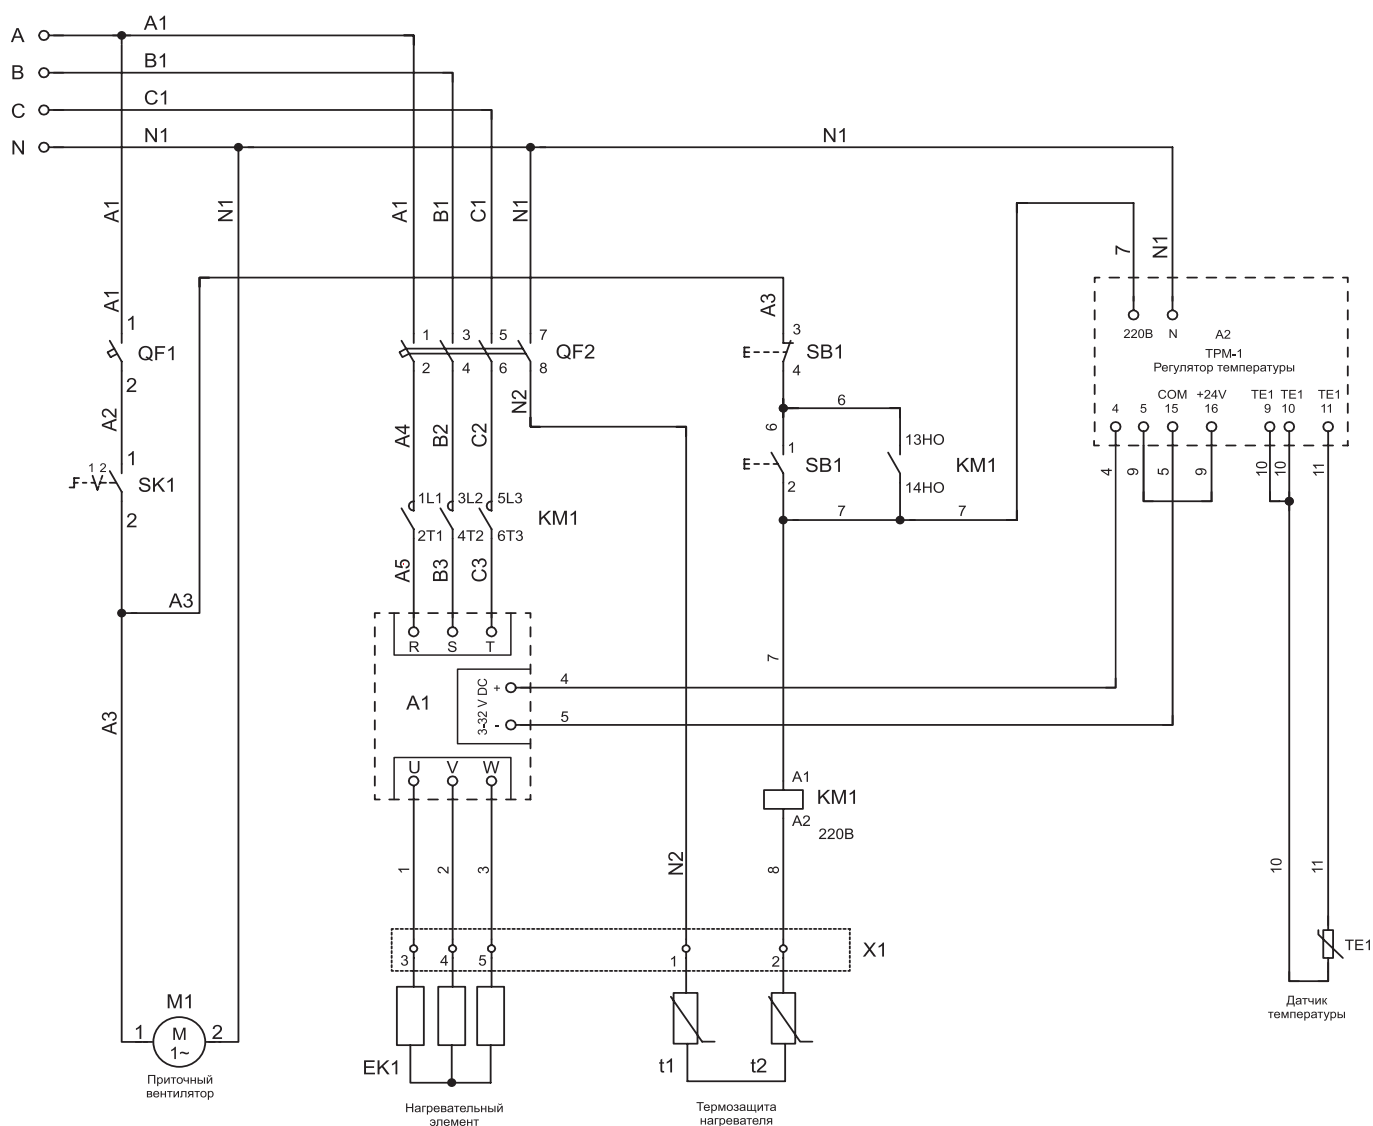 A
A1
B
B1
C
C1
N
N1
N1
A1
N1
A1
B1
C1
N1
7
N1
A1
1
QF1
2
1 3 5 7
2 4 6 8
QF2
A3
3
SB1
4
220В N A2
ТРМ-1
Регулятор температуры
COM +24V TE1 TE1 TE1
4 5 15 16 9 10 11
A2
A4
B2
C2
N2
6
6
1
SB1
2
13НО
14НО
KM1
4
9
5
9
10
10
11
1 2
1
SK1
2
1L1 3L2 5L3
2T1 4T2 6T3
KM1
7
7
A5
B3
C3
A3
R S T
7
A1
3-32 V DC
+
-
4
5
A3
U V W
A1
KM1
A2
220В
1
2
3
N2
8
10
11
3 4 5 1 2
X1
TE1
Датчик
температуры
M1
1
M
1~
2
Приточный
вентилятор
EK1
Нагревательный
элемент
t1
t2
Термозащита
нагревателя